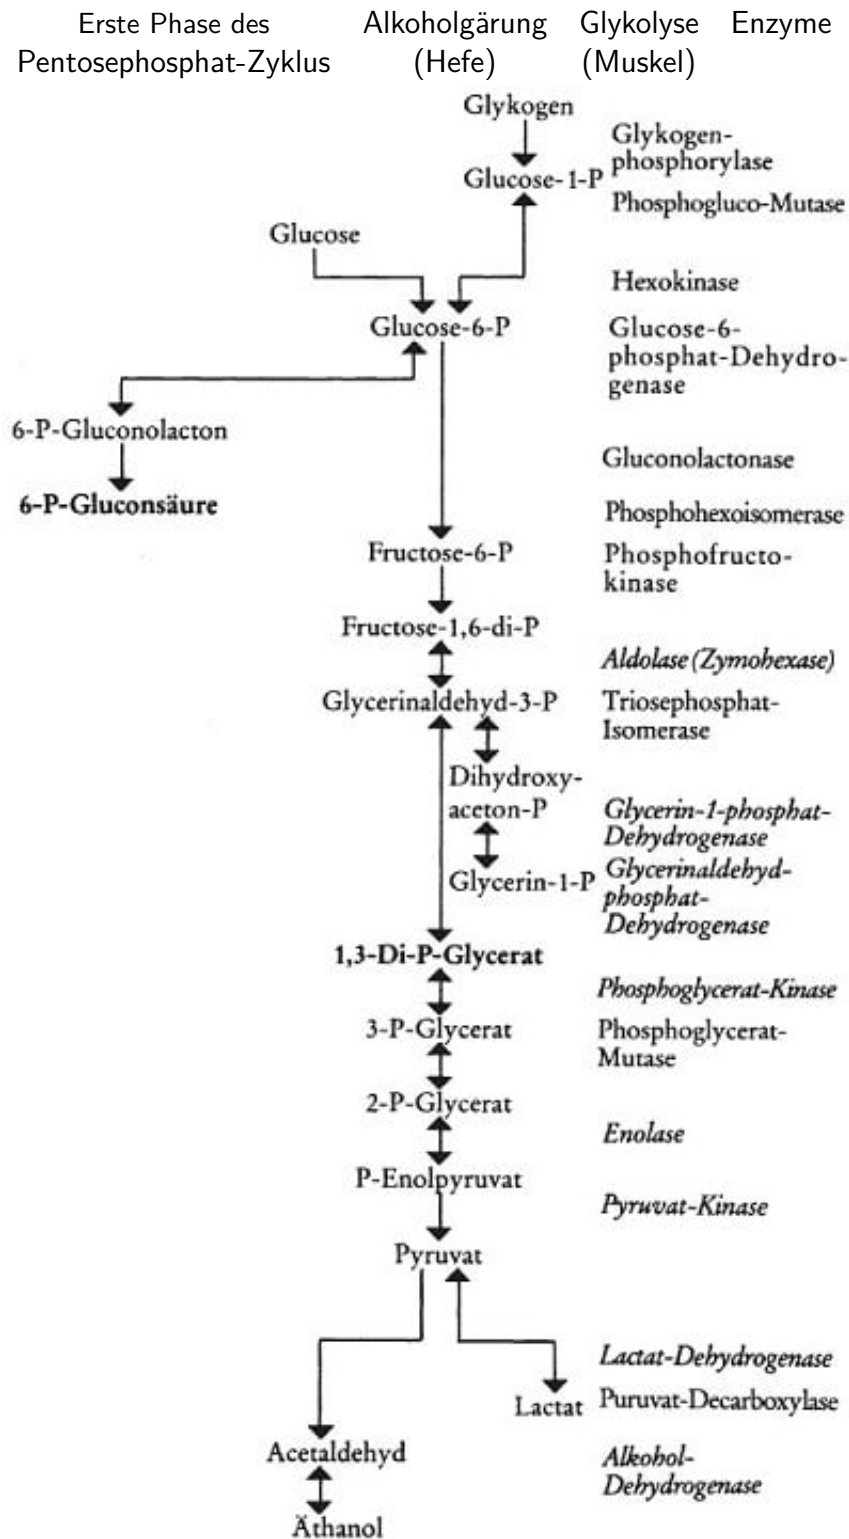 Erste Phase des Alkoholgärung Glykolyse Enzyme
Pentosephosphat-Zyklus (Hefe) (Muskel)
Glykogen
Glykogen-
phosphorylase
Glucose-1-P
Phosphogluco-Mutase
Glucose
Hexokinase
Glucose-6-P
Glucose-6-
phosphat-Dehydro-
genase
6-P-Gluconolacton
Gluconolactonase
6-P-Gluconsäure
Phosphohexoisomerase
Fructose-6-P
Phosphofructo-
kinase
Fructose-1,6-di-P
Aldolase (Zymohexase)
Glycerinaldehyd-3-P
Triosephosphat-
Isomerase
Dihydroxy-
aceton-P
Glycerin-1-phosphat-
Dehydrogenase
Glycerin-1-P
Glycerinaldehyd-
phosphat-
Dehydrogenase
1,3-Di-P-Glycerat
Phosphoglycerat-Kinase
3-P-Glycerat
Phosphoglycerat-
Mutase
2-P-Glycerat
Enolase
P-Enolpyruvat
Pyruvat-Kinase
Pyruvat
Lactat-Dehydrogenase
Lactat
Puruvat-Decarboxylase
Acetaldehyd
Alkohol-
Dehydrogenase
Äthanol